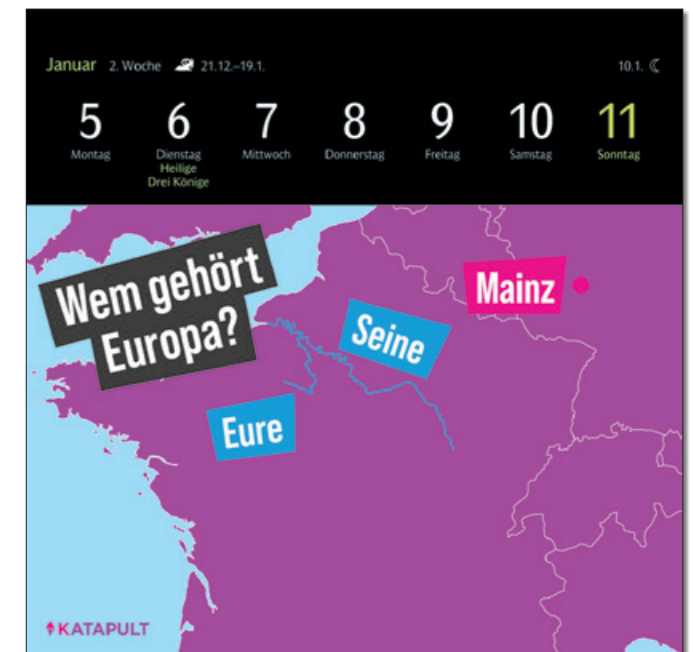 Januar 2. Woche 21.12.–19.1. 10.1. ☾
5 6 7 8 9 10 11
Montag Dienstag Mittwoch Donnerstag Freitag Samstag Sonntag
Heilige
Drei Könige
Wem gehört
Europa?
Mainz
Seine
Eure
KATAPULT